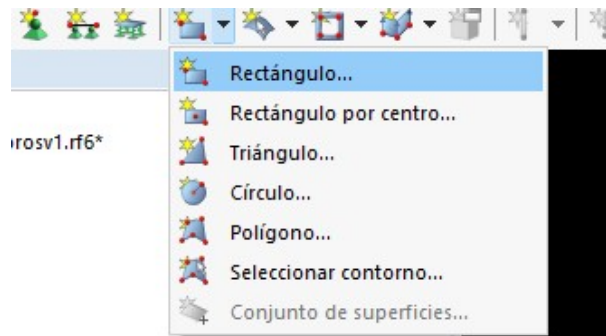 Rectángulo...
Rectángulo por centro...
rosv1.rf6*
Triángulo...
Círculo...
Polígono...
Seleccionar contorno...
Conjunto de superficies...